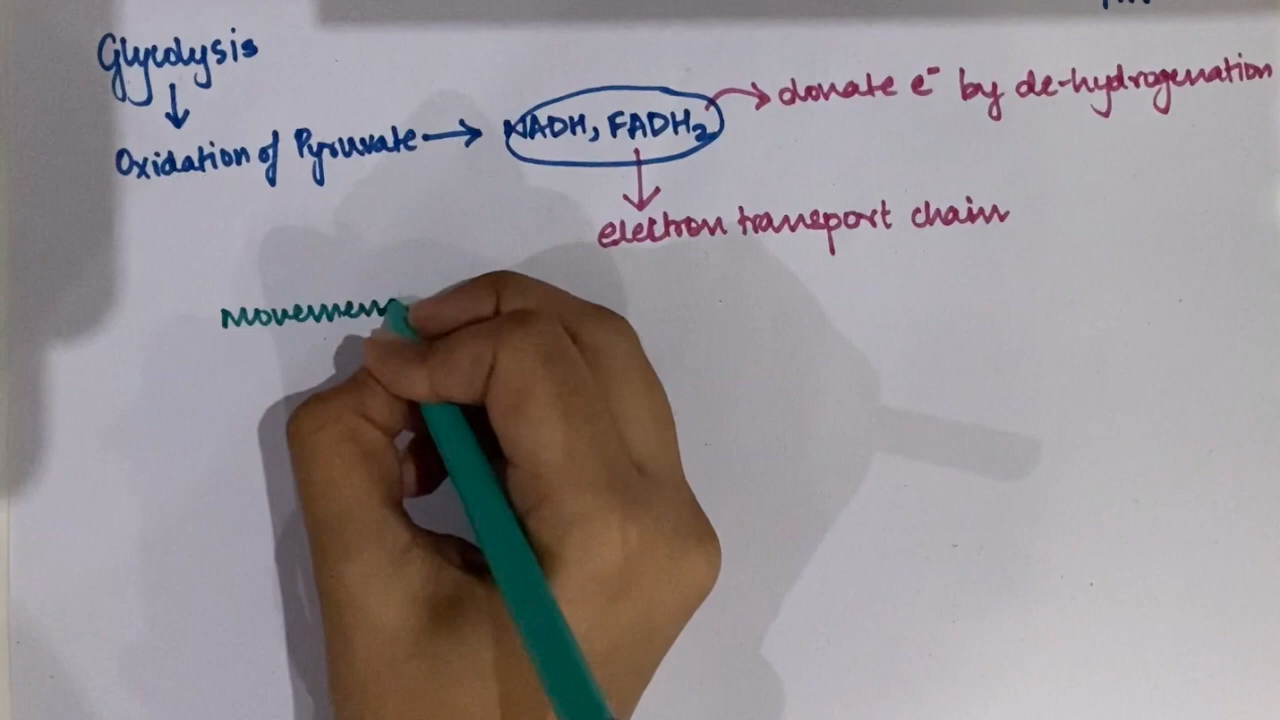 Glycolysis
↓
Oxidation of Pyruvate → NADH, FADH₂ → donate e⁻ by de-hydrogenation
↓
electron transport chain
movemen